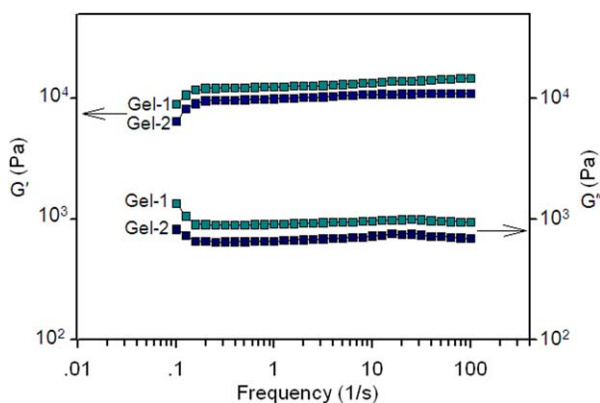 10⁴
10³
10²
G' (Pa)
Gel-1
Gel-2
Gel-1
Gel-2
10⁴
10³
10²
G" (Pa)
.01
.1
1
10
100
Frequency (1/s)